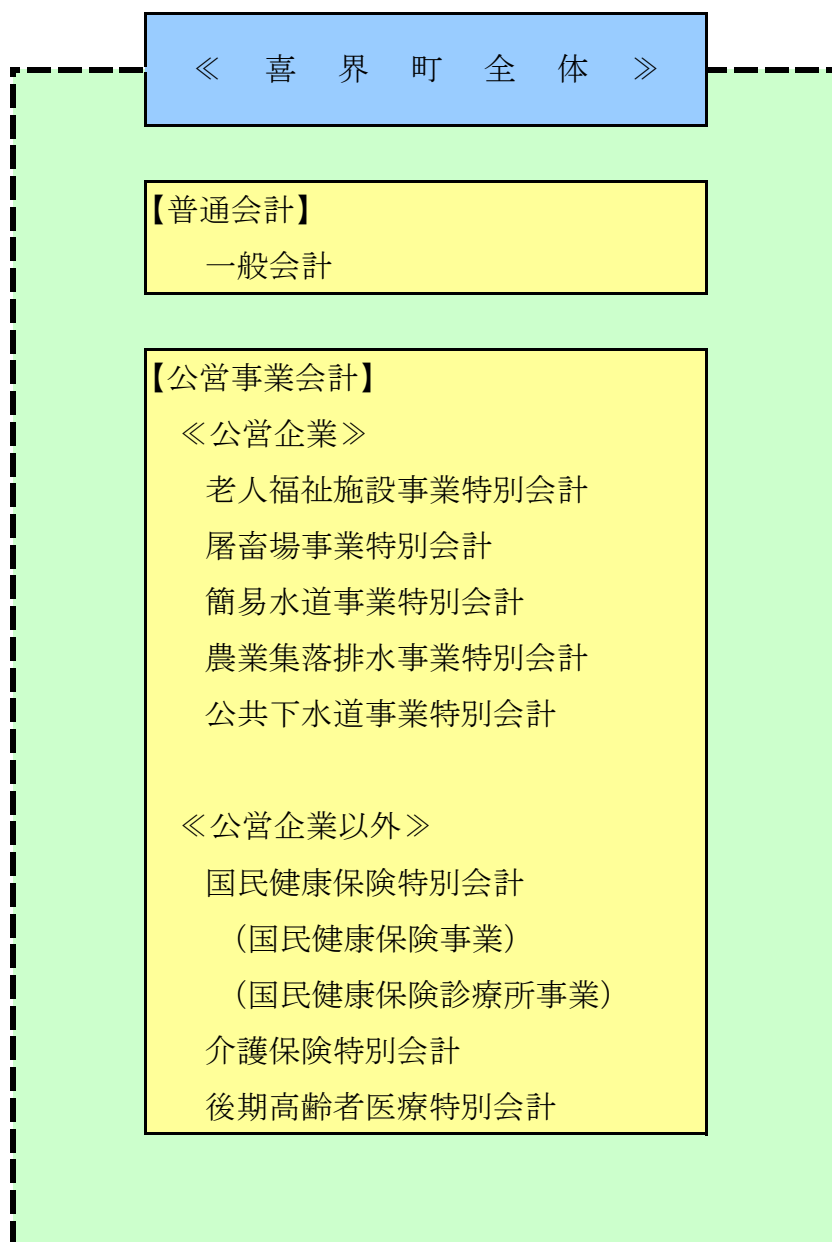 ≪ 喜 界 町 全 体 ≫
【普通会計】
一般会計
【公営事業会計】
≪公営企業≫
老人福祉施設事業特別会計
屠畜場事業特別会計
簡易水道事業特別会計
農業集落排水事業特別会計
公共下水道事業特別会計
≪公営企業以外≫
国民健康保険特別会計
（国民健康保険事業）
（国民健康保険診療所事業）
介護保険特別会計
後期高齢者医療特別会計